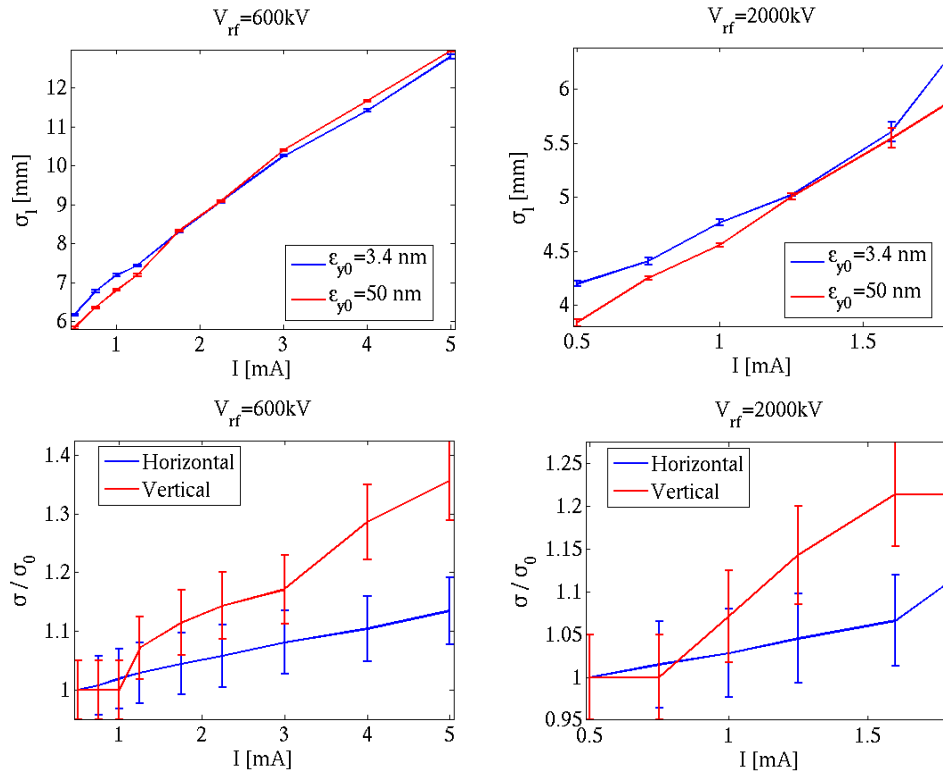 V_rf=600kV
σ_l [mm]
12
11
10
9
8
7
6
1
2
3
4
5
I [mA]
ε_y0=3.4 nm
ε_y0=50 nm
V_rf=2000kV
σ_l [mm]
6
5.5
5
4.5
4
0.5
1
1.5
I [mA]
ε_y0=3.4 nm
ε_y0=50 nm
V_rf=600kV
σ / σ_0
1.4
1.3
1.2
1.1
1
1
2
3
4
5
I [mA]
Horizontal
Vertical
V_rf=2000kV
σ / σ_0
1.25
1.2
1.15
1.1
1.05
1
0.95
0.5
1.0
1.5
I [mA]
Horizontal
Vertical